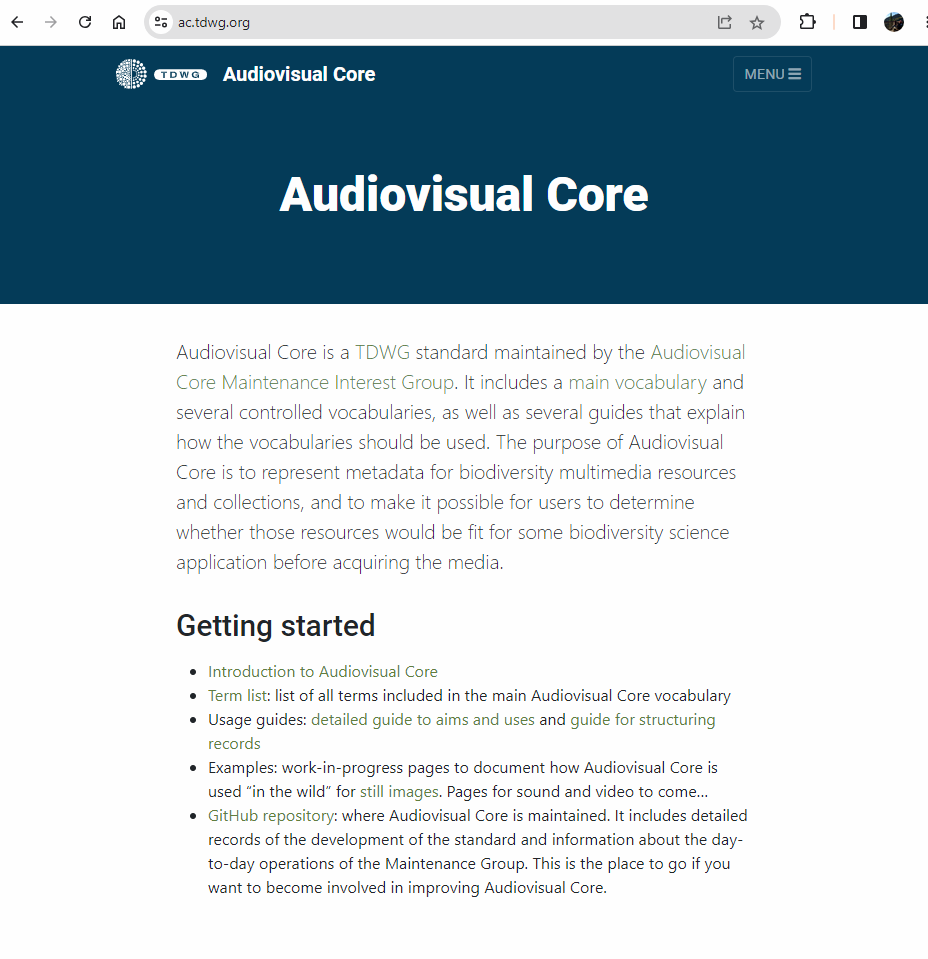 ac.tdwg.org
TDWG Audiovisual Core
MENU
Audiovisual Core
Audiovisual Core is a TDWG standard maintained by the Audiovisual
Core Maintenance Interest Group. It includes a main vocabulary and
several controlled vocabularies, as well as several guides that explain
how the vocabularies should be used. The purpose of Audiovisual
Core is to represent metadata for biodiversity multimedia resources
and collections, and to make it possible for users to determine
whether those resources would be fit for some biodiversity science
application before acquiring the media.
Getting started
Introduction to Audiovisual Core
Term list: list of all terms included in the main Audiovisual Core vocabulary
Usage guides: detailed guide to aims and uses and guide for structuring
records
Examples: work-in-progress pages to document how Audiovisual Core is
used “in the wild” for still images. Pages for sound and video to come…
GitHub repository: where Audiovisual Core is maintained. It includes detailed
records of the development of the standard and information about the day-
to-day operations of the Maintenance Group. This is the place to go if you
want to become involved in improving Audiovisual Core.